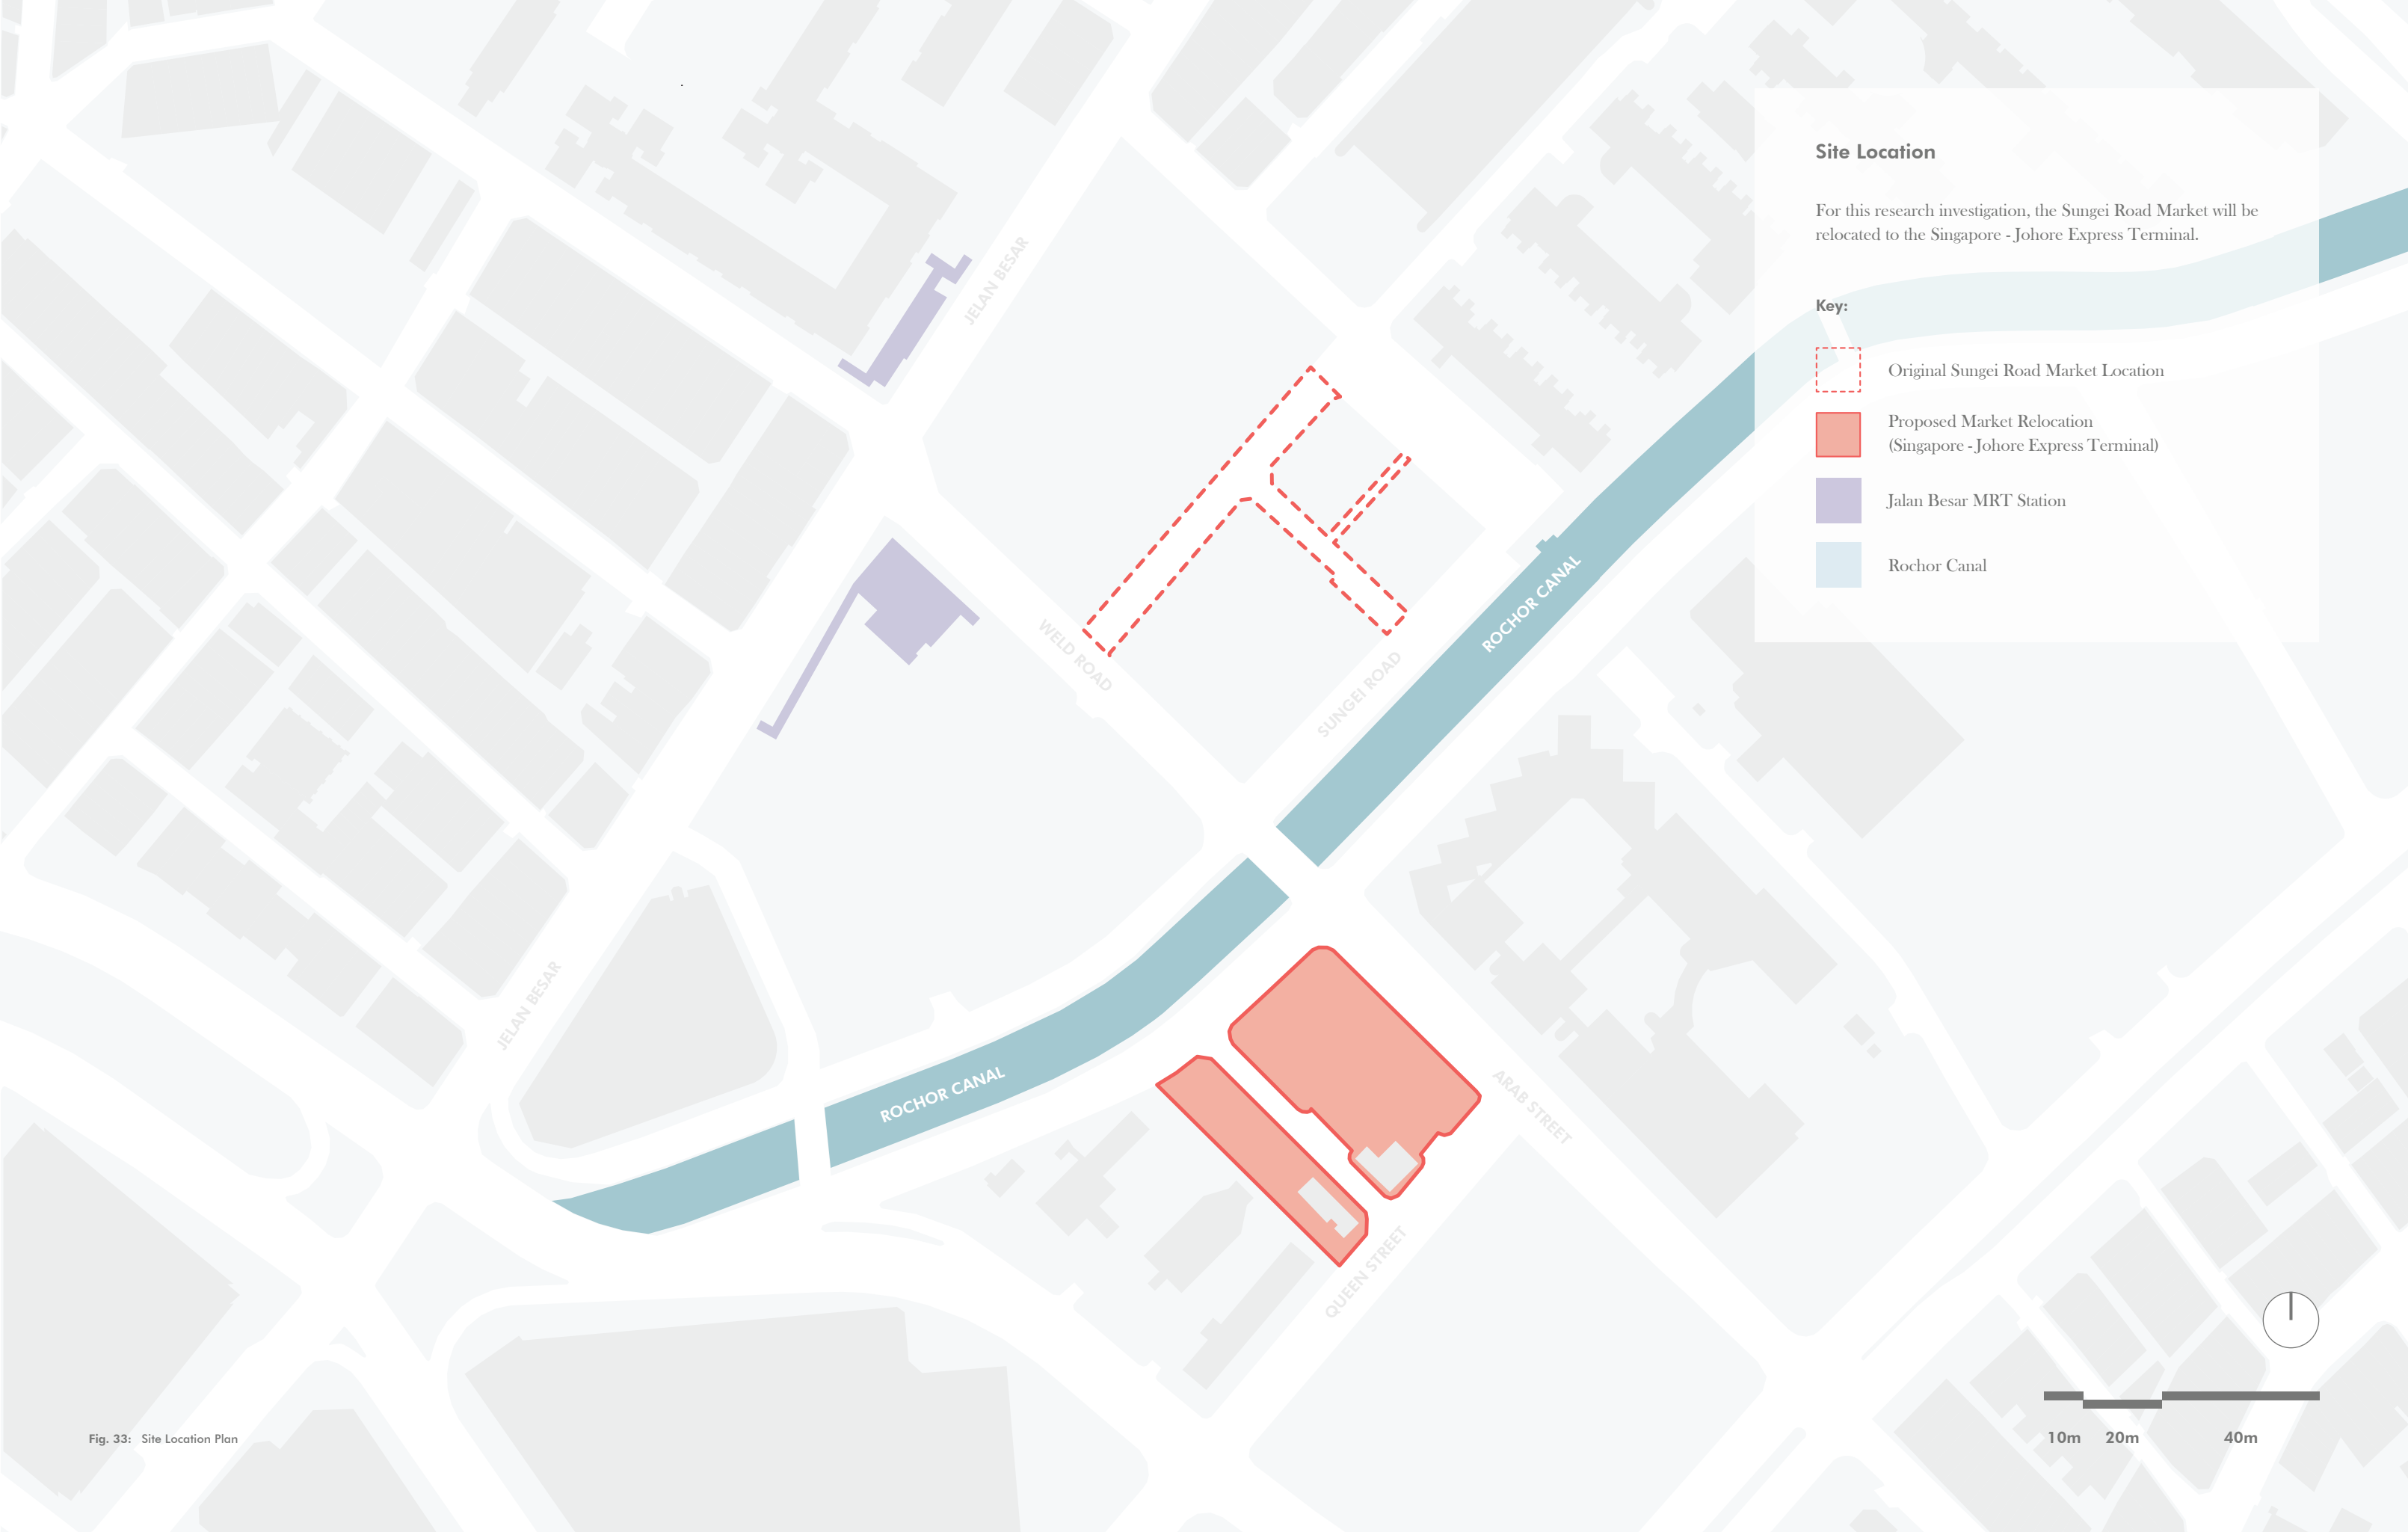 Site Location
For this research investigation, the Sungei Road Market will be
relocated to the Singapore - Johore Express Terminal.
Key:
Original Sungei Road Market Location
Proposed Market Relocation
(Singapore - Johore Express Terminal)
Jalan Besar MRT Station
Rochor Canal
JELAN BESAR
WELD ROAD
SUNGEI ROAD
ROCHOR CANAL
JELAN BESAR
ROCHOR CANAL
ARAB STREET
QUEEN STREET
10m 20m 40m
Fig. 33: Site Location Plan